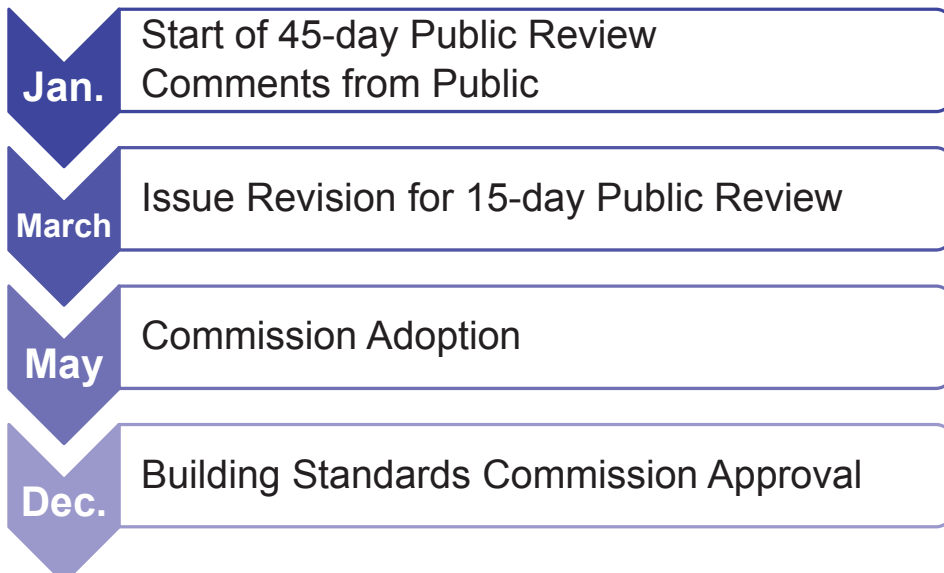 Jan.
Start of 45-day Public Review
Comments from Public
March
Issue Revision for 15-day Public Review
May
Commission Adoption
Dec.
Building Standards Commission Approval